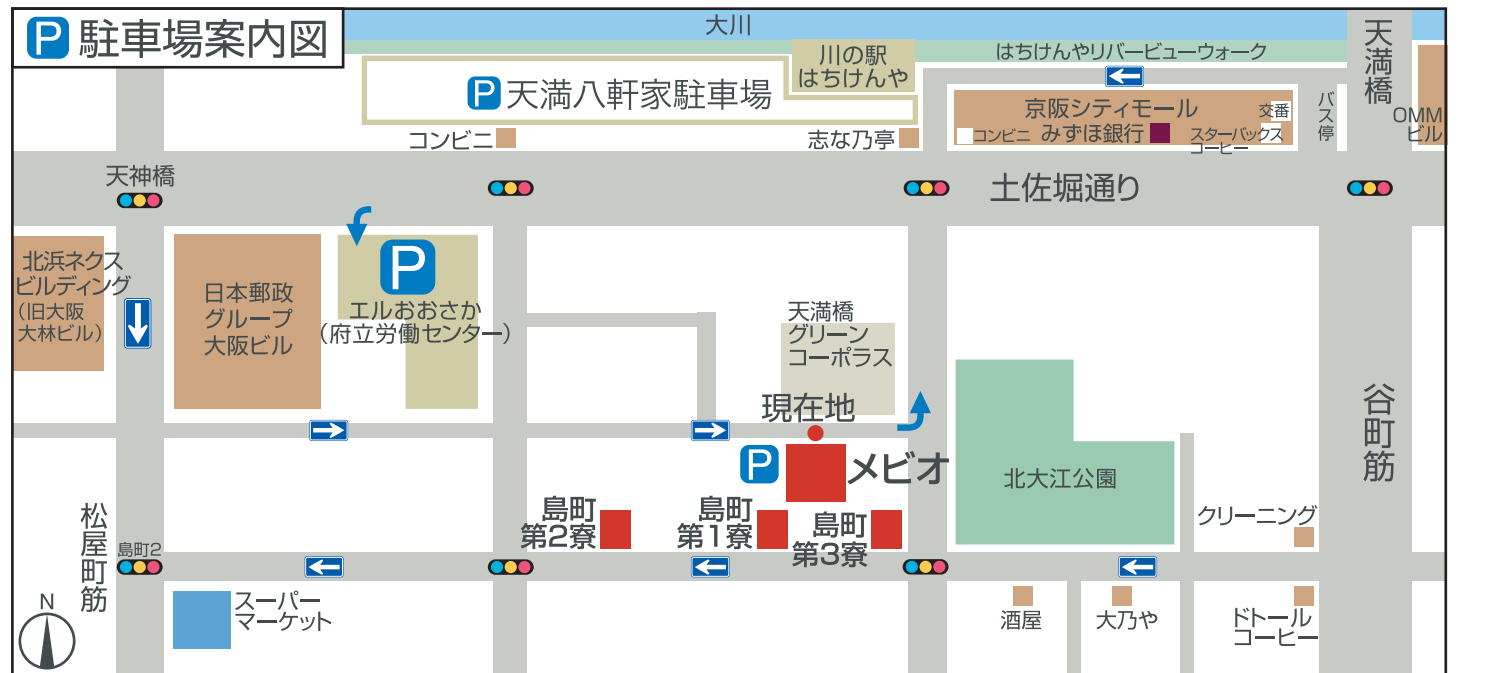 P 駐車場案内図
大川
川の駅
はちけんや
はちけんやリバービューウォーク
天満橋
P 天満八軒家駐車場
京阪シティモール
交番
バス停
OMM
ビル
コンビニ
志な乃亭
コンビニ
みずほ銀行
スターバックス
コーヒー
天神橋
土佐堀通り
北浜ネクス
ビルディング
（旧大阪
大林ビル）
日本郵政
グループ
大阪ビル
P
エルおおさか
（府立労働センター）
天満橋
グリーン
コーポラス
現在地
谷町筋
P
メビオ
北大江公園
島町
第2寮
島町
第1寮
島町
第3寮
クリーニング
松屋町筋
島町2
N
スーパー
マーケット
酒屋
大乃や
ドトール
コーヒー